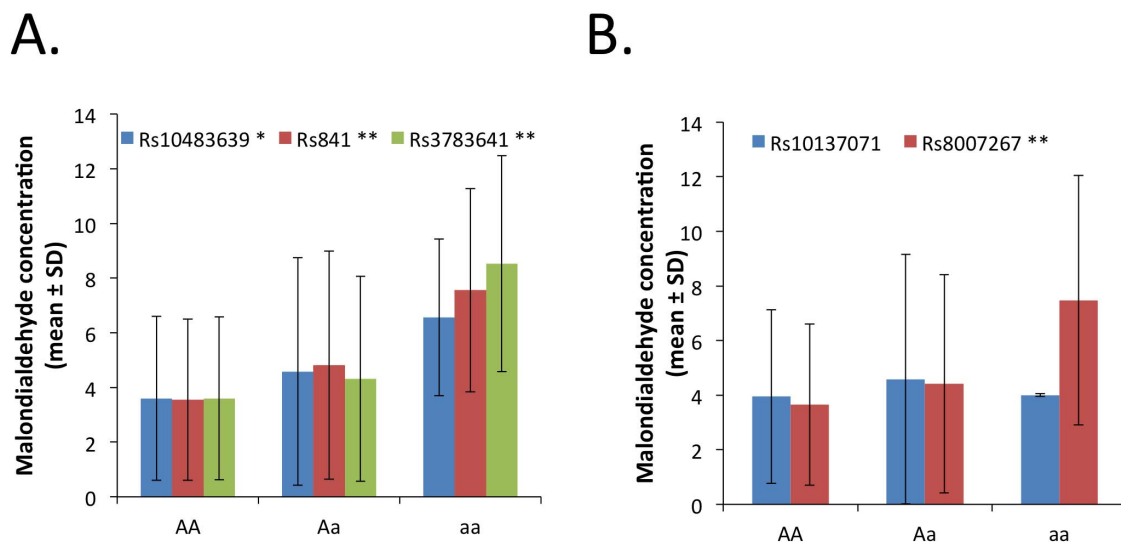 A.
Malondialdehyde concentration
(mean ± SD)
14
12
10
8
6
4
2
0
Rs10483639 *
Rs841 **
Rs3783641 **
AA
Aa
aa
B.
Malondialdehyde concentration
(mean ± SD)
14
12
10
8
6
4
2
0
Rs10137071
Rs8007267 **
AA
Aa
aa